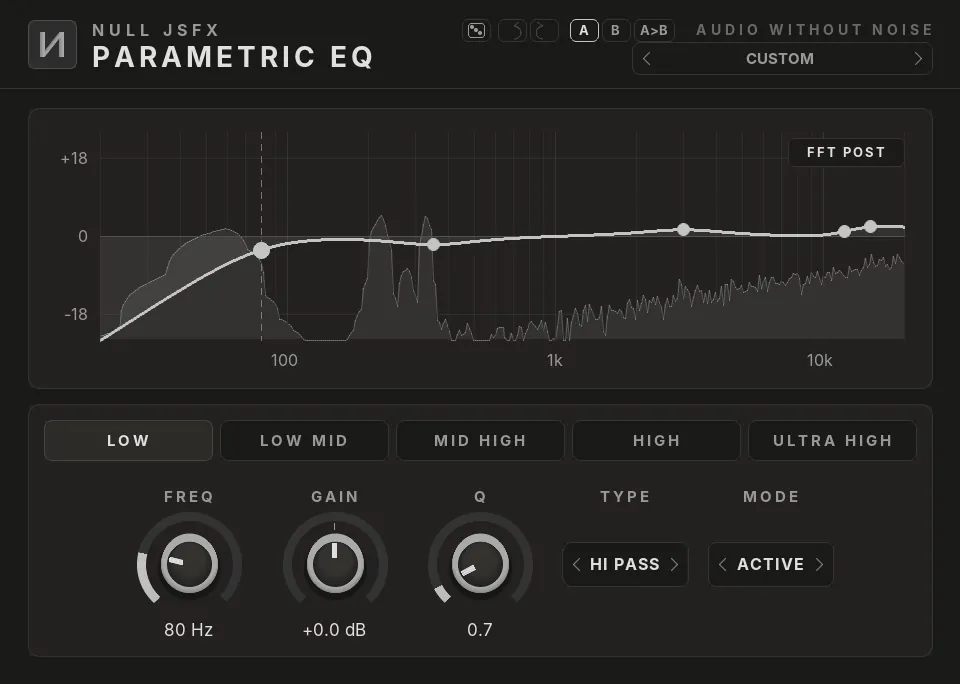 NULL JSFX
PARAMETRIC EQ
A B A>B AUDIO WITHOUT NOISE
CUSTOM
FFT POST
+18
0
-18
100 1k 10k
LOW LOW MID MID HIGH HIGH ULTRA HIGH
FREQ GAIN Q TYPE MODE
HI PASS ACTIVE
80 Hz +0.0 dB 0.7